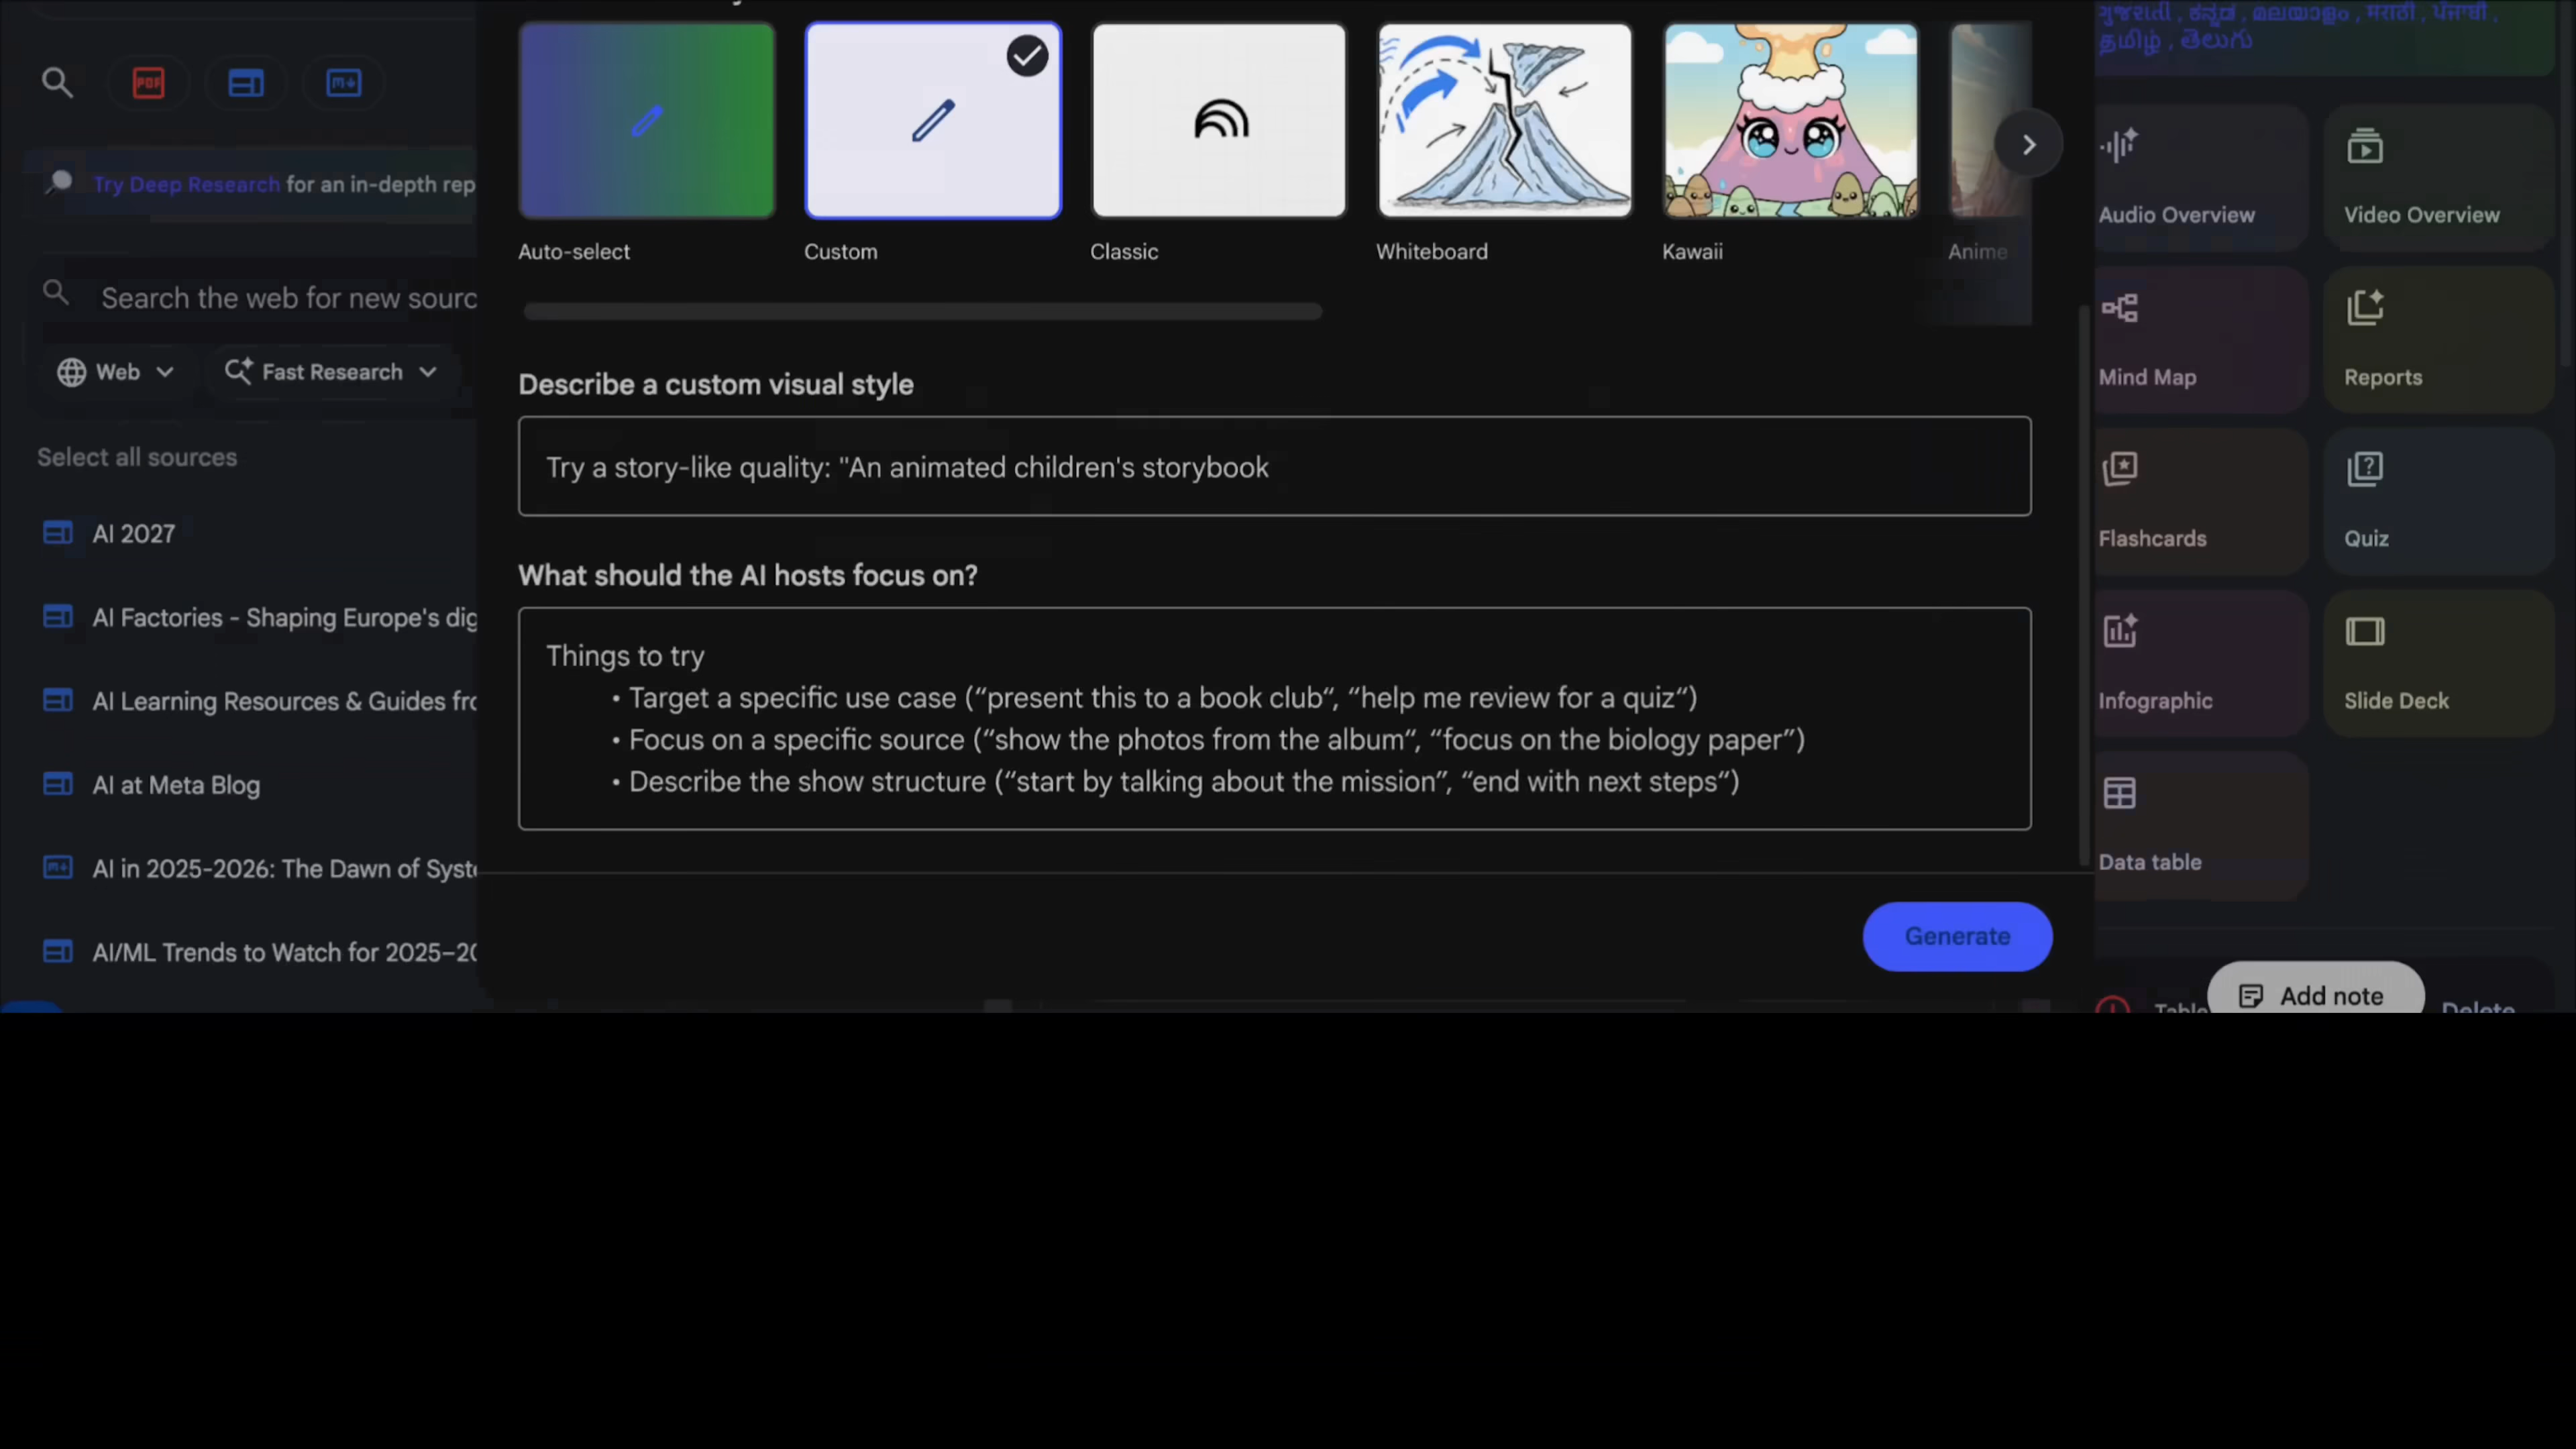 ગુજરાતી , ಕನ್ನಡ , മലയാളം , मराठी , ਪੰਜਾਬੀ ,
தமிழ் , తెలుగు
PDF
M↓
Try Deep Research for an in-depth rep
Search the web for new sourc
Web
Fast Research
Select all sources
AI 2027
AI Factories - Shaping Europe's dig
AI Learning Resources & Guides fro
AI at Meta Blog
M↓
AI in 2025-2026: The Dawn of Syste
AI/ML Trends to Watch for 2025–20
Auto-select
Custom
Classic
Whiteboard
Kawaii
Anime
Describe a custom visual style
Try a story-like quality: "An animated children's storybook
What should the AI hosts focus on?
Things to try
• Target a specific use case (“present this to a book club“, “help me review for a quiz“)
• Focus on a specific source (“show the photos from the album“, “focus on the biology paper”)
• Describe the show structure (“start by talking about the mission”, “end with next steps“)
Generate
Audio Overview
Video Overview
Mind Map
Reports
Flashcards
Quiz
Infographic
Slide Deck
Data table
Table
Add note
Delete